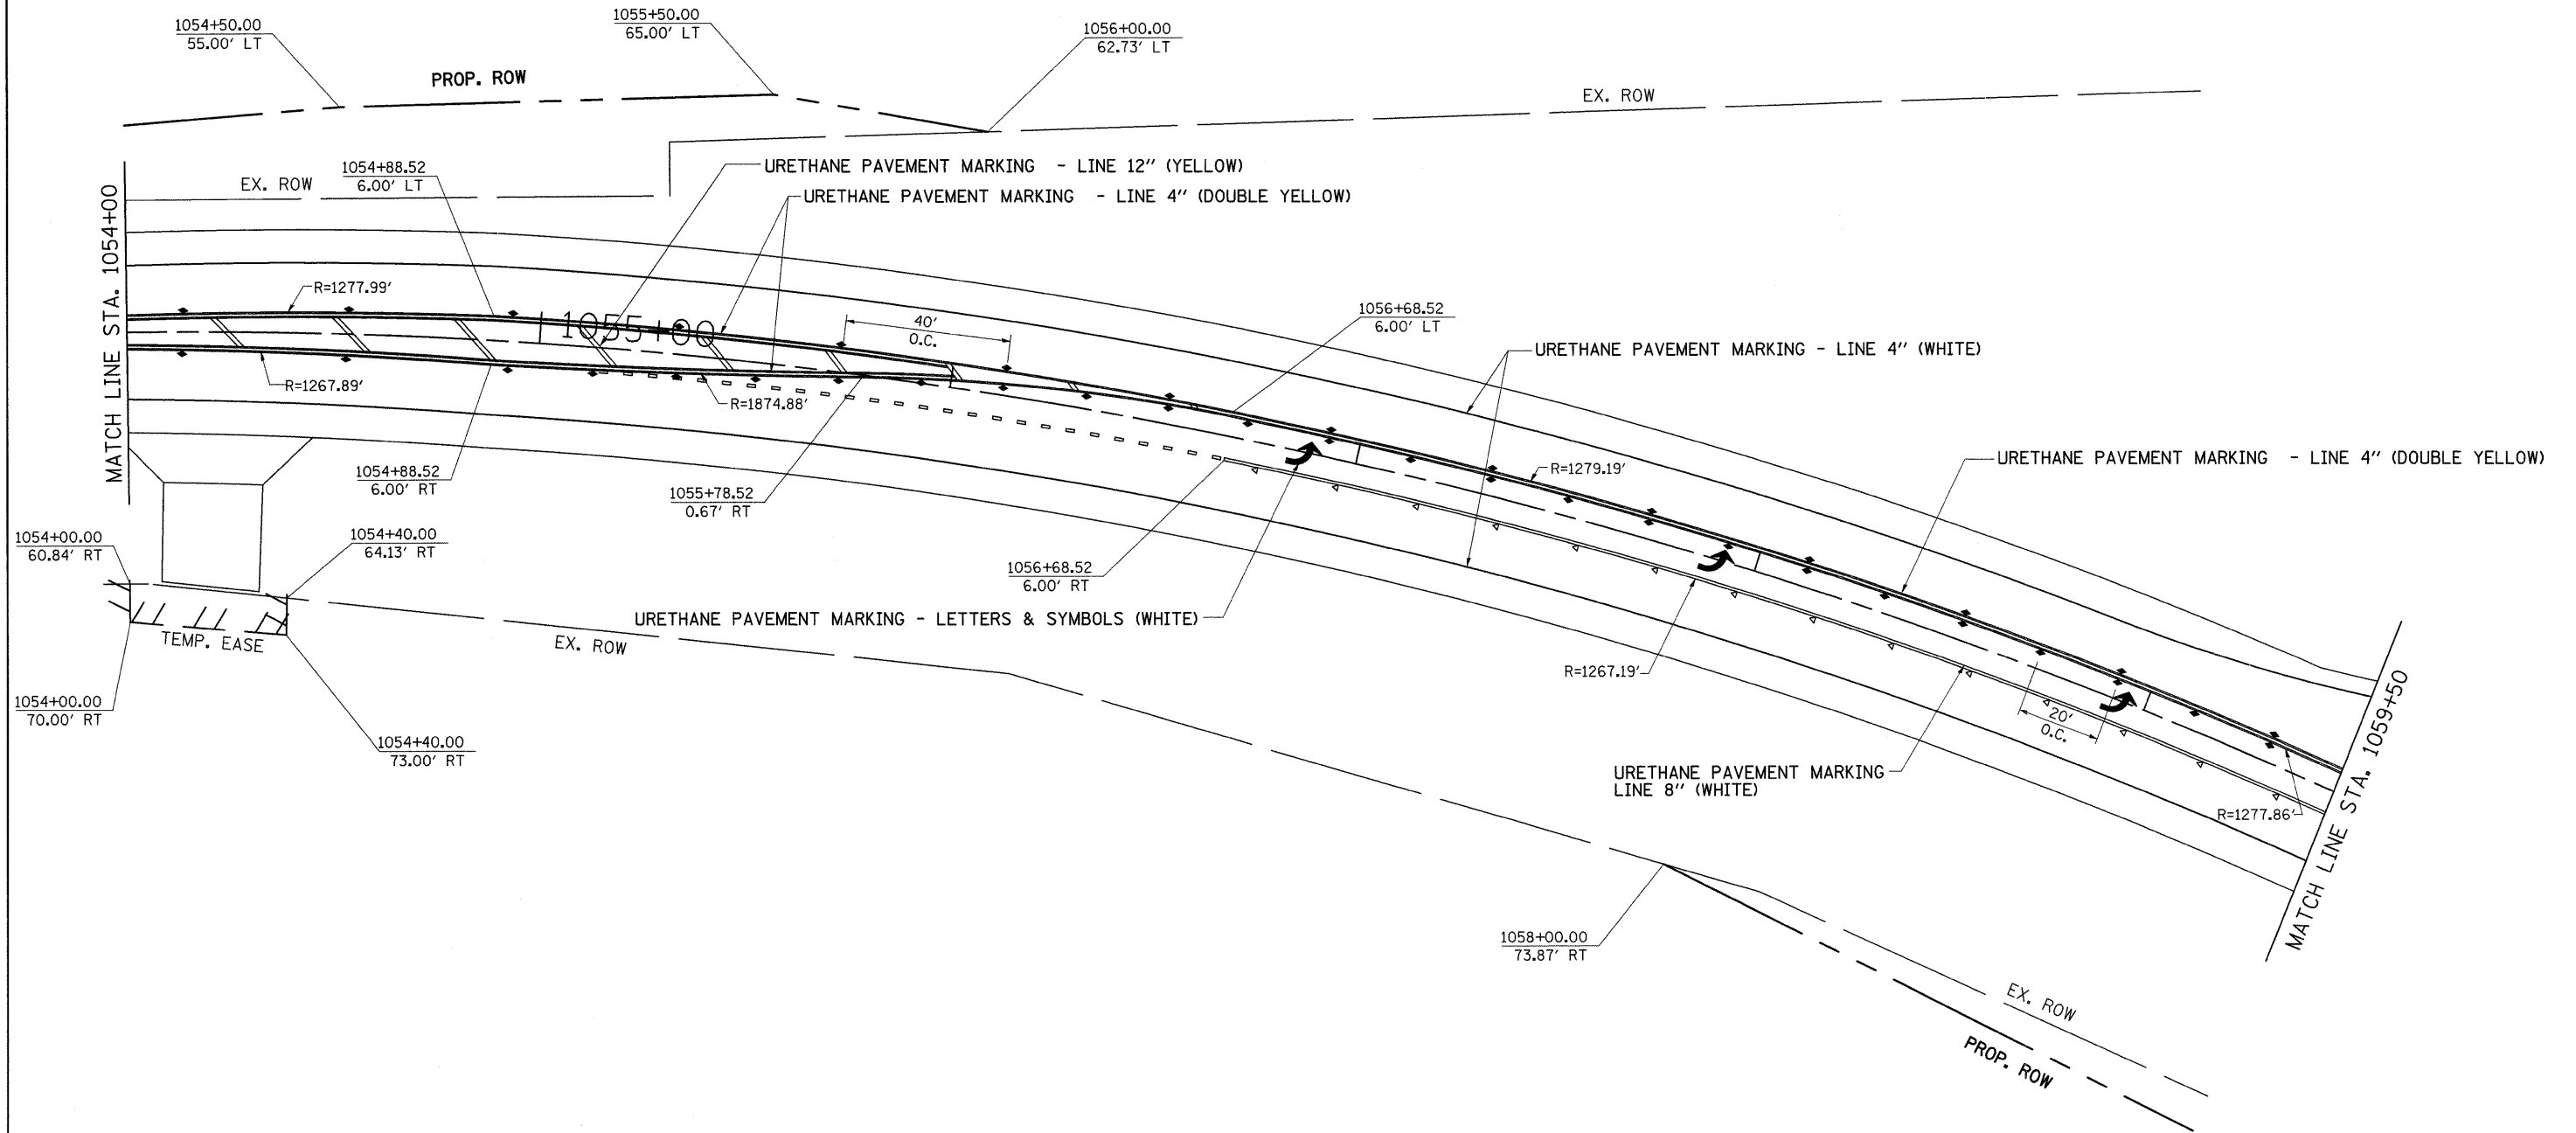 1054+50.00
55.00' LT
1055+50.00
65.00' LT
1056+00.00
62.73' LT
PROP. ROW
EX. ROW
1054+88.52
6.00' LT
URETHANE PAVEMENT MARKING - LINE 12" (YELLOW)
EX. ROW
URETHANE PAVEMENT MARKING - LINE 4" (DOUBLE YELLOW)
MATCH LINE STA. 1054+00
R=1277.99'
1055+00
40'
O.C.
1056+68.52
6.00' LT
URETHANE PAVEMENT MARKING - LINE 4" (WHITE)
R=1267.89'
R=1874.88'
1054+88.52
6.00' RT
1055+78.52
0.67' RT
R=1279.19'
URETHANE PAVEMENT MARKING - LINE 4" (DOUBLE YELLOW)
1054+00.00
60.84' RT
1054+40.00
64.13' RT
1056+68.52
6.00' RT
URETHANE PAVEMENT MARKING - LETTERS & SYMBOLS (WHITE)
TEMP. EASE
EX. ROW
R=1267.19'
1054+00.00
70.00' RT
1054+40.00
73.00' RT
20'
O.C.
URETHANE PAVEMENT MARKING
LINE 8" (WHITE)
R=1277.86'
MATCH LINE STA. 1059+50
1058+00.00
73.87' RT
EX. ROW
PROP. ROW